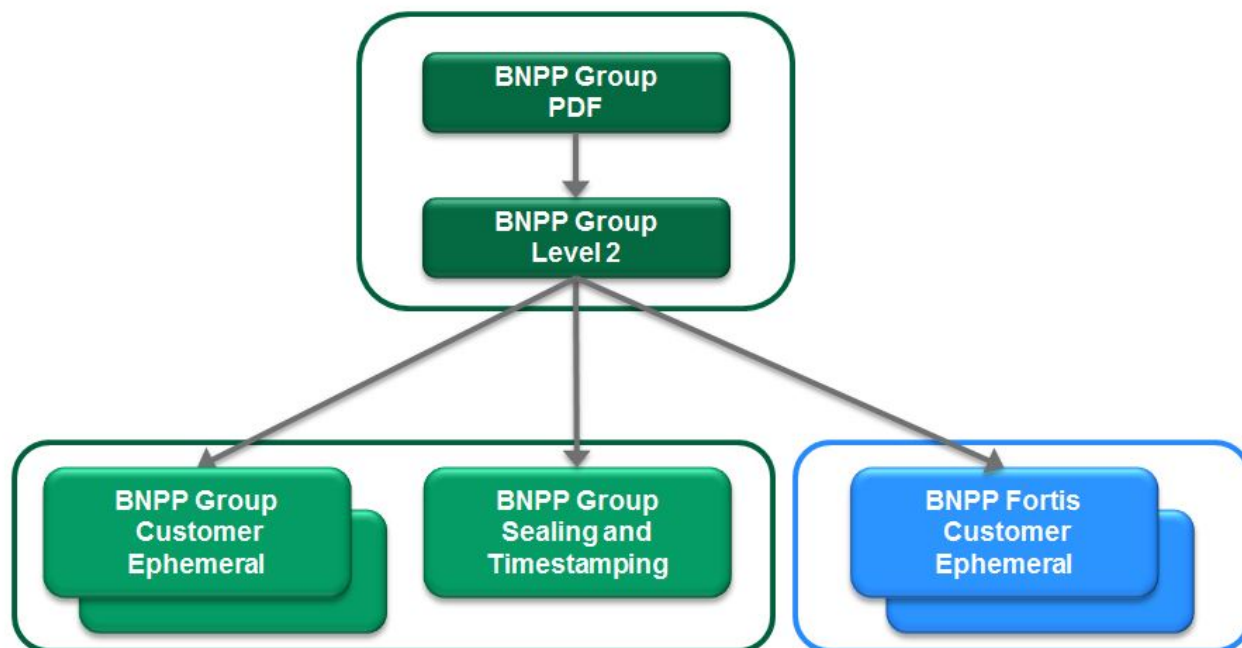 BNPP Group
PDF
BNPP Group
Level 2
BNPP Group
Customer
Ephemeral
BNPP Group
Sealing and
Timestamping
BNPP Fortis
Customer
Ephemeral